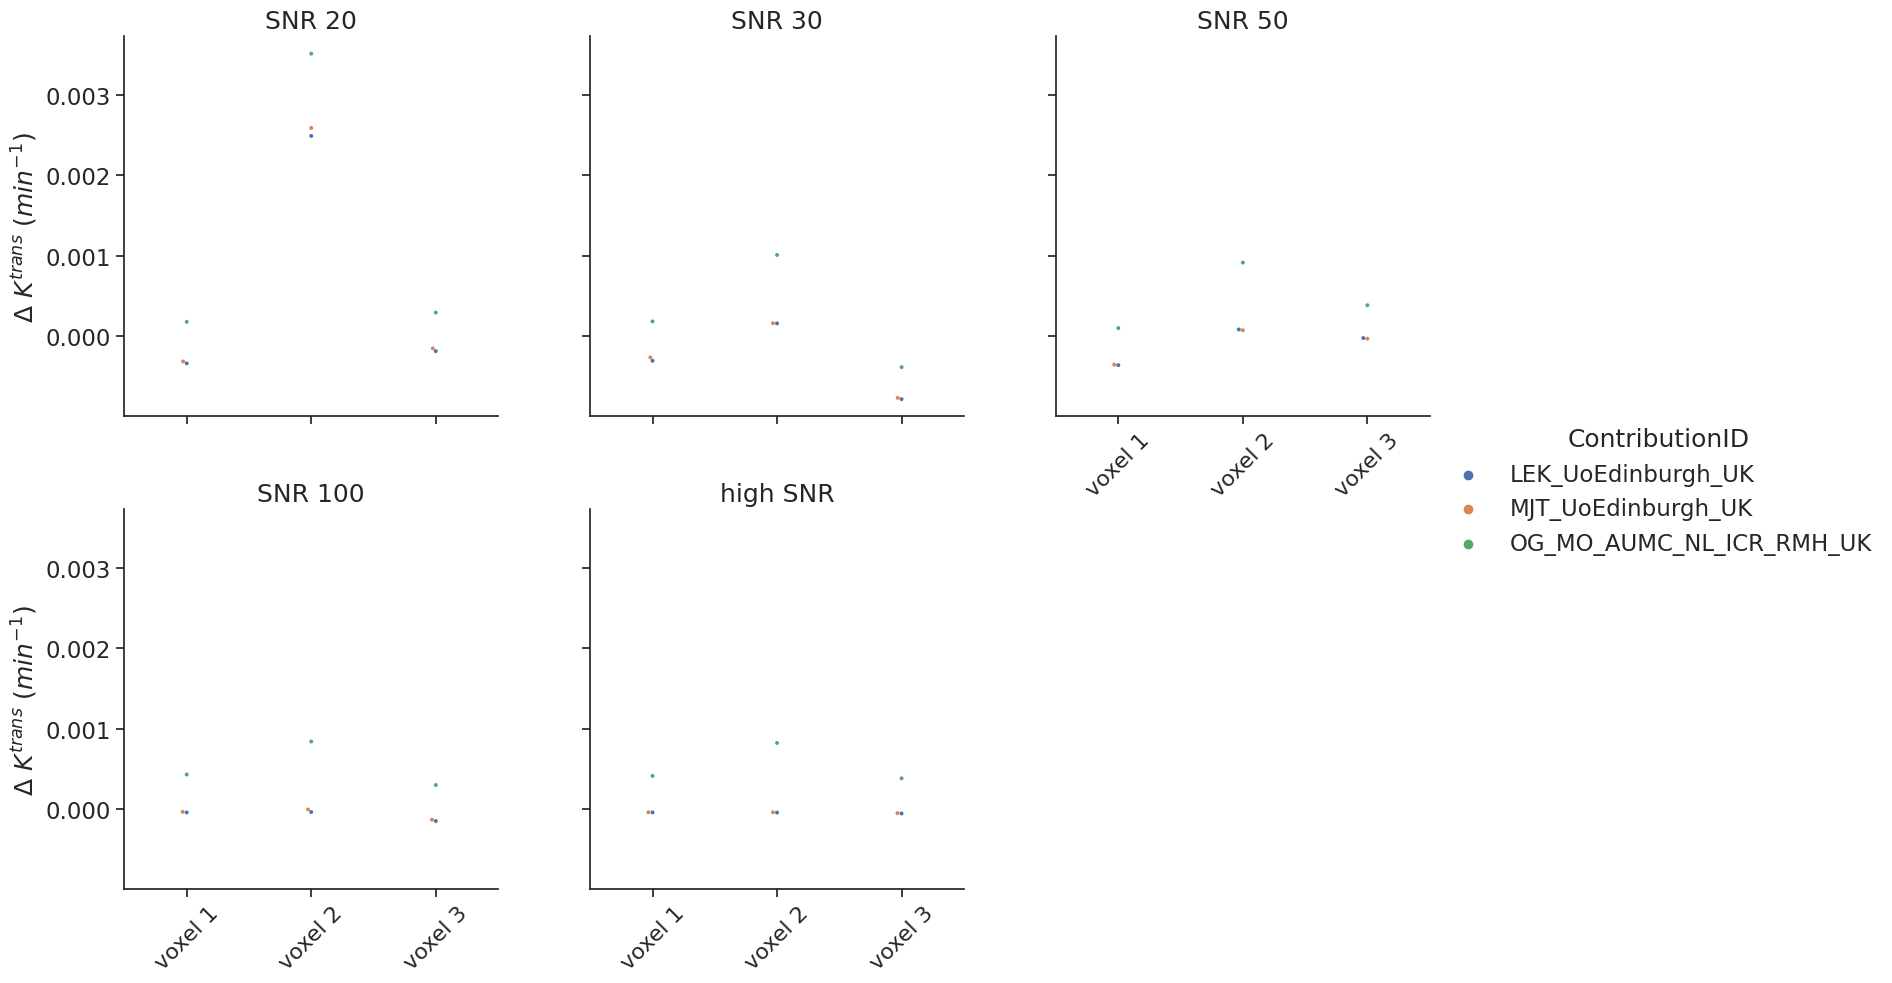 SNR 20
SNR 30
SNR 50
Δ K^trans (min^−1)
0.003
0.002
0.001
0.000
voxel 1
voxel 2
voxel 3
ContributionID
LEK_UoEdinburgh_UK
MJT_UoEdinburgh_UK
OG_MO_AUMC_NL_ICR_RMH_UK
SNR 100
high SNR
Δ K^trans (min^−1)
0.003
0.002
0.001
0.000
voxel 1
voxel 2
voxel 3
voxel 1
voxel 2
voxel 3